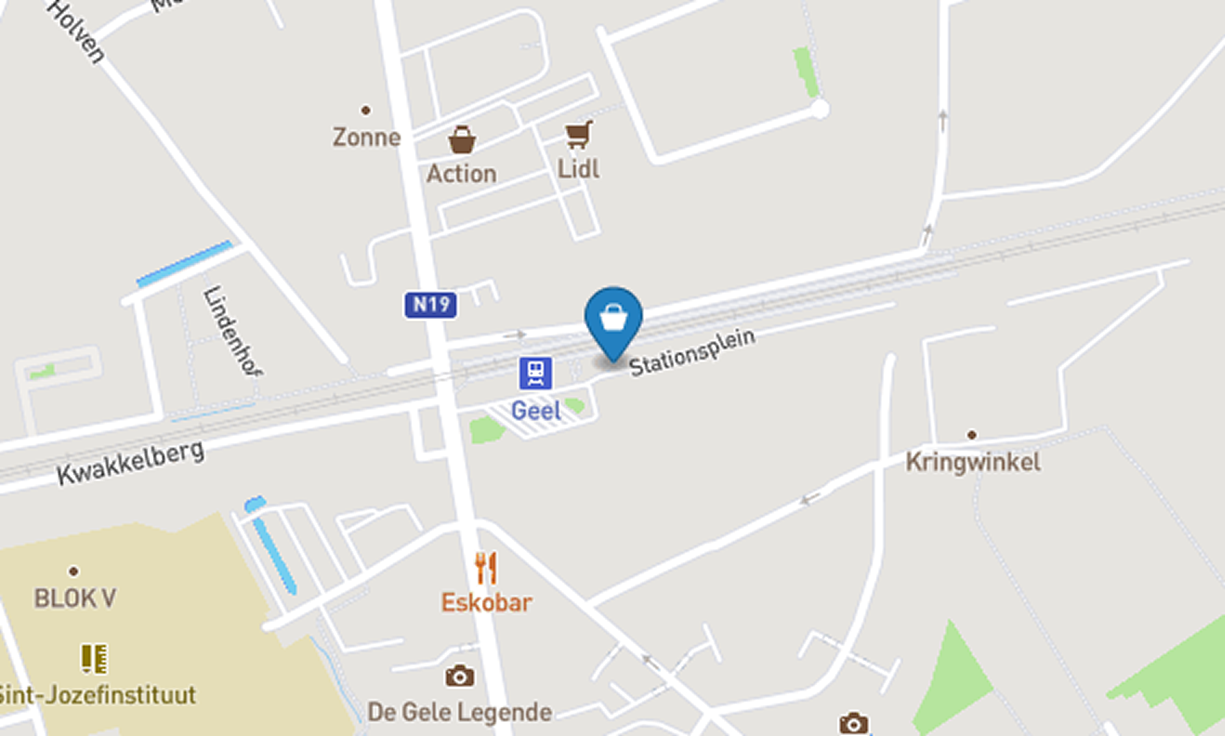 Holven
Zonne
Action
Lidl
N19
Lindenhof
Stationsplein
Geel
Kwakkelberg
Kringwinkel
BLOK V
Eskobar
Sint-Jozefinstituut
De Gele Legende